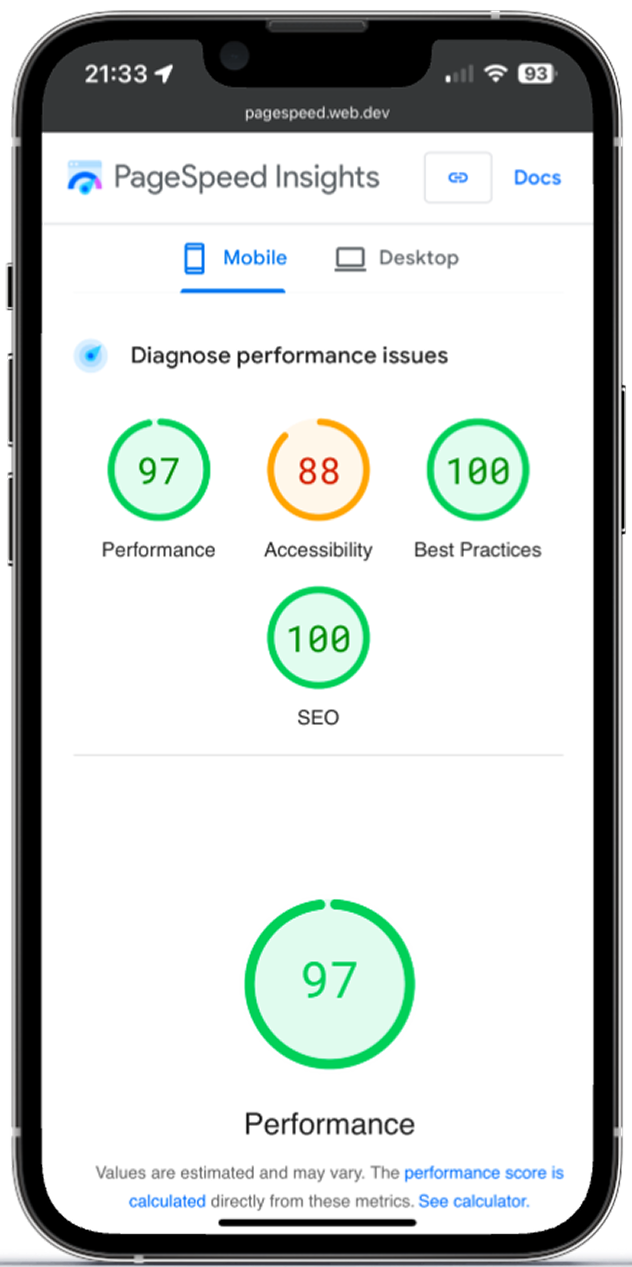 21:33 93
pagespeed.web.dev
PageSpeed Insights Docs
Mobile Desktop
Diagnose performance issues
97 88 100
Performance Accessibility Best Practices
100
SEO
97
Performance
Values are estimated and may vary. The performance score is
calculated directly from these metrics. See calculator.